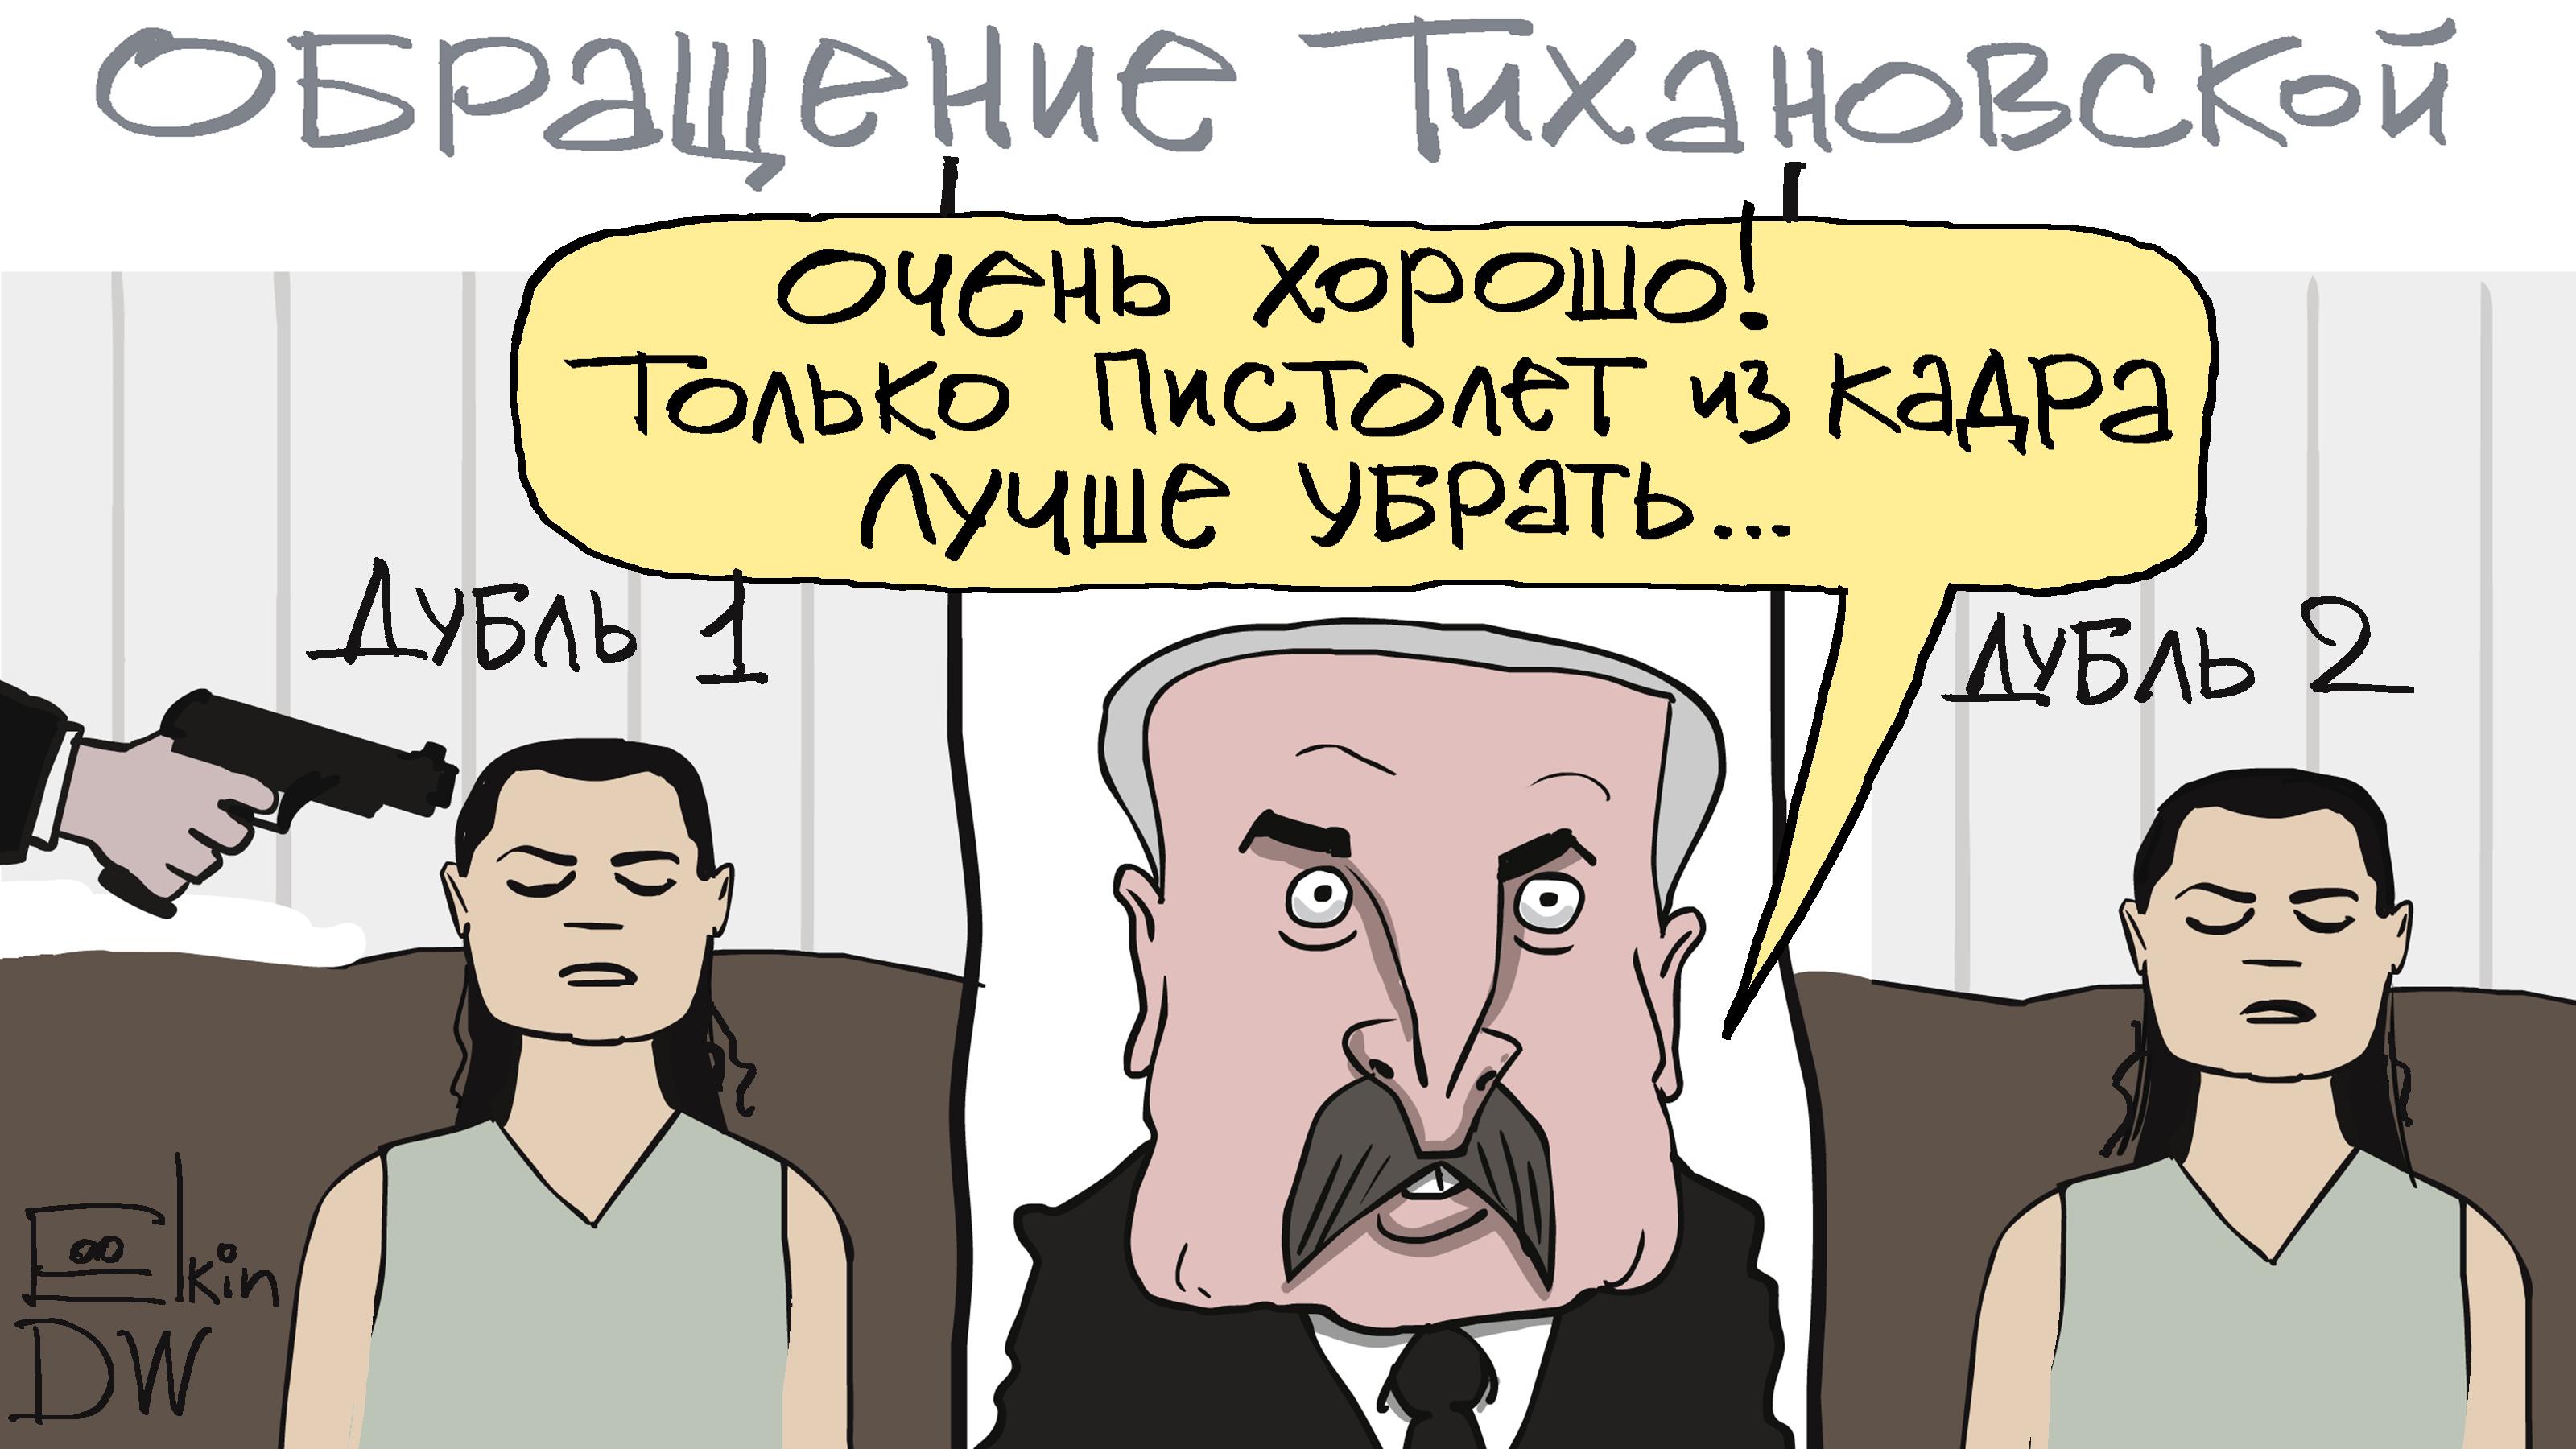 Обращение Тихановской
Очень хорошо!
Только пистолет из кадра
лучше убрать...
Дубль 1
Дубль 2
Elkin
DW